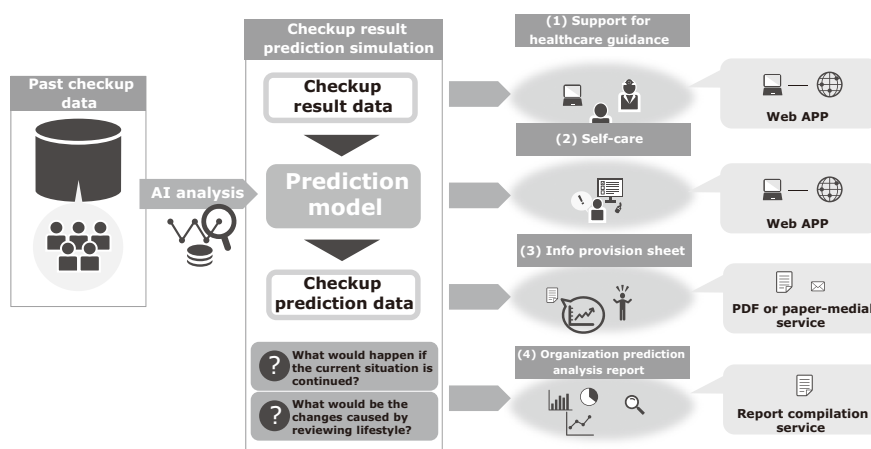 Past checkup
data
AI analysis
Checkup result
prediction simulation
Checkup
result data
Prediction
model
Checkup
prediction data
?
What would happen if
the current situation is
continued?
?
What would be the
changes caused by
reviewing lifestyle?
(1) Support for
healthcare guidance
Web APP
(2) Self-care
Web APP
(3) Info provision sheet
PDF or paper-medial
service
(4) Organization prediction
analysis report
Report compilation
service